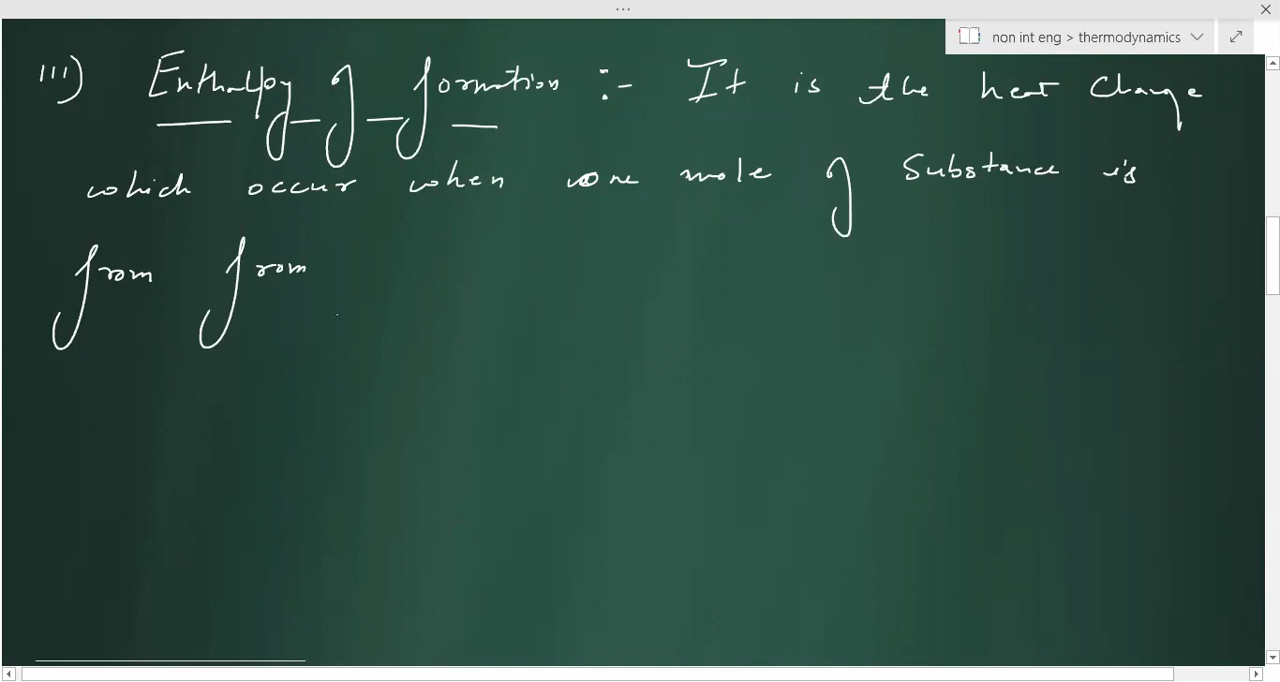 ...
non int eng > thermodynamics
III) Enthalpy of formation :- It is the heat change
which occur when one mole of Substance is
from from